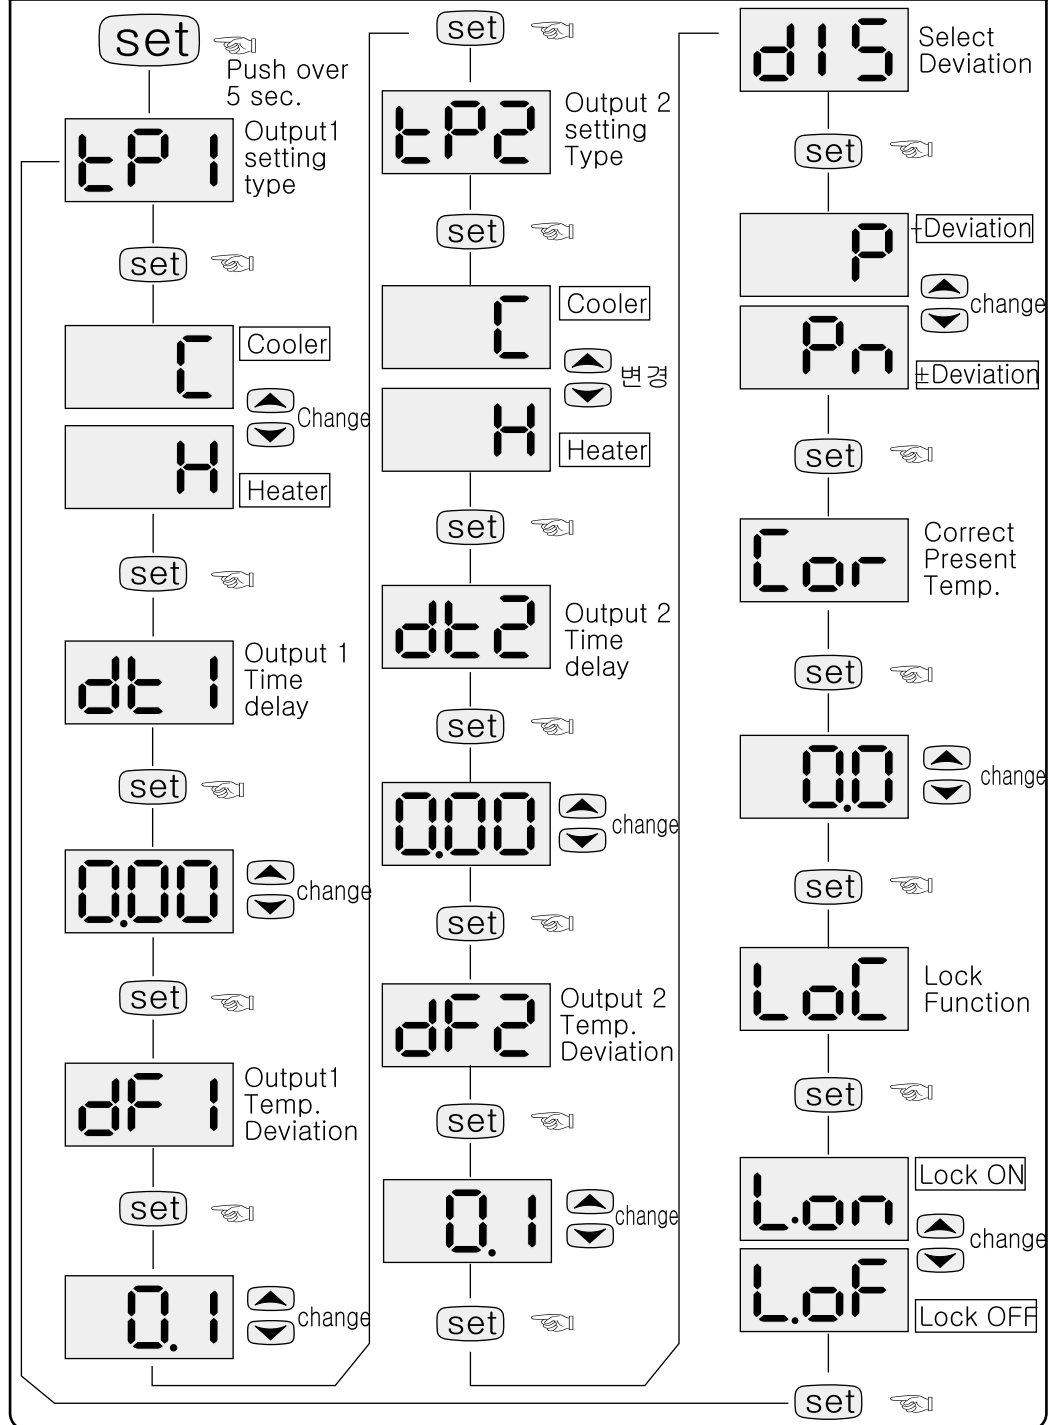 set
Push over
5 sec.
tP1
Output1
setting
type
set
C
Cooler
Change
H
Heater
set
dt1
Output 1
Time
delay
set
0.00
change
set
dF1
Output1
Temp.
Deviation
set
0.1
change
set
tP2
Output 2
setting
Type
set
C
Cooler
변경
H
Heater
set
dt2
Output 2
Time
delay
set
0.00
change
set
dF2
Output 2
Temp.
Deviation
set
0.1
change
set
dIS
Select
Deviation
set
P
-Deviation
change
Pn
±Deviation
set
Cor
Correct
Present
Temp.
set
0.0
change
set
LoC
Lock
Function
set
L.on
Lock ON
change
L.oF
Lock OFF
set